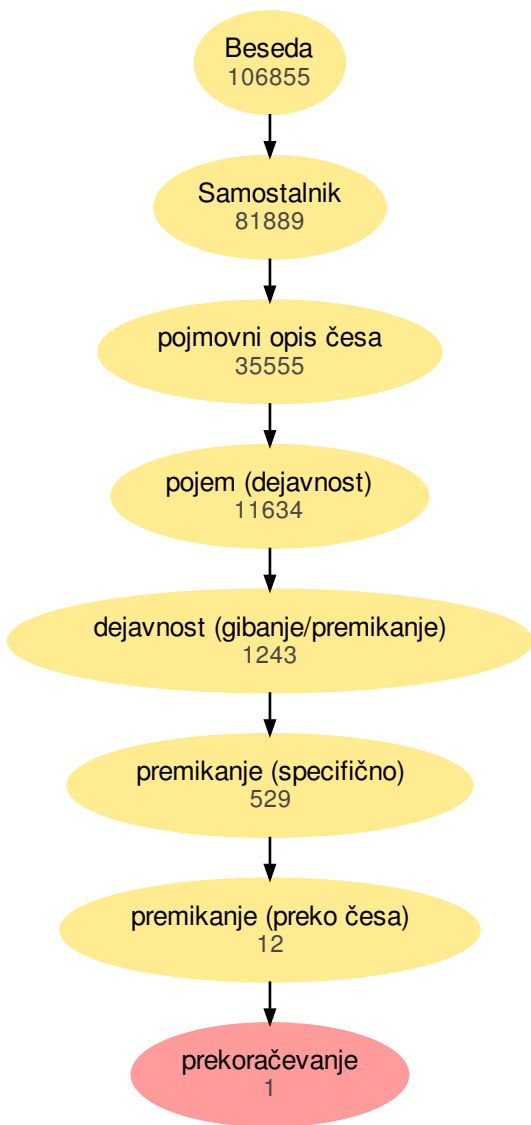 Beseda
106855
Samostalnik
81889
pojmovni opis česa
35555
pojem (dejavnost)
11634
dejavnost (gibanje/premikanje)
1243
premikanje (specifično)
529
premikanje (preko česa)
12
prekoračevanje
1